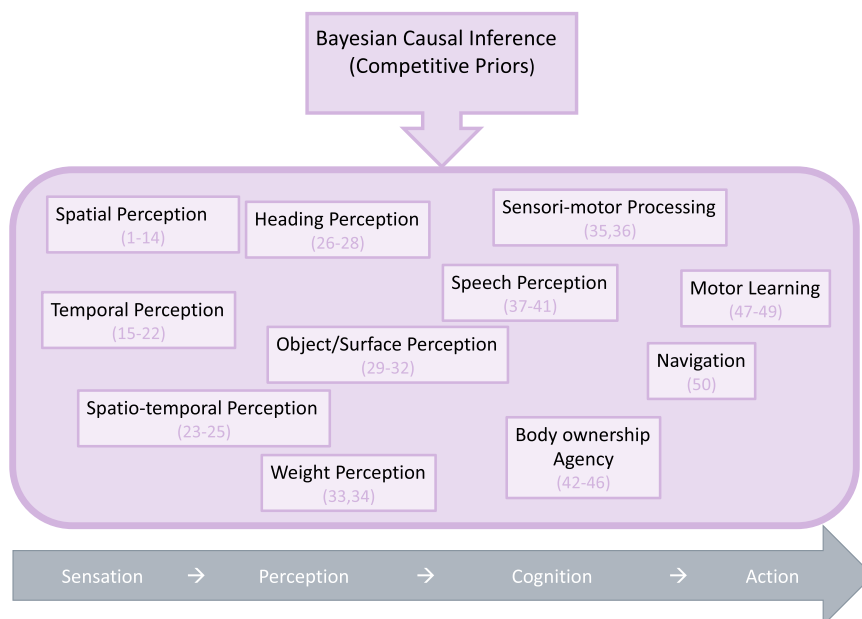 Bayesian Causal Inference
(Competitive Priors)
Spatial Perception
(1-14)
Heading Perception
(26-28)
Sensori-motor Processing
(35,36)
Speech Perception
(37-41)
Motor Learning
(47-49)
Temporal Perception
(15-22)
Object/Surface Perception
(29-32)
Navigation
(50)
Spatio-temporal Perception
(23-25)
Body ownership
Agency
(42-46)
Weight Perception
(33,34)
Sensation → Perception → Cognition → Action